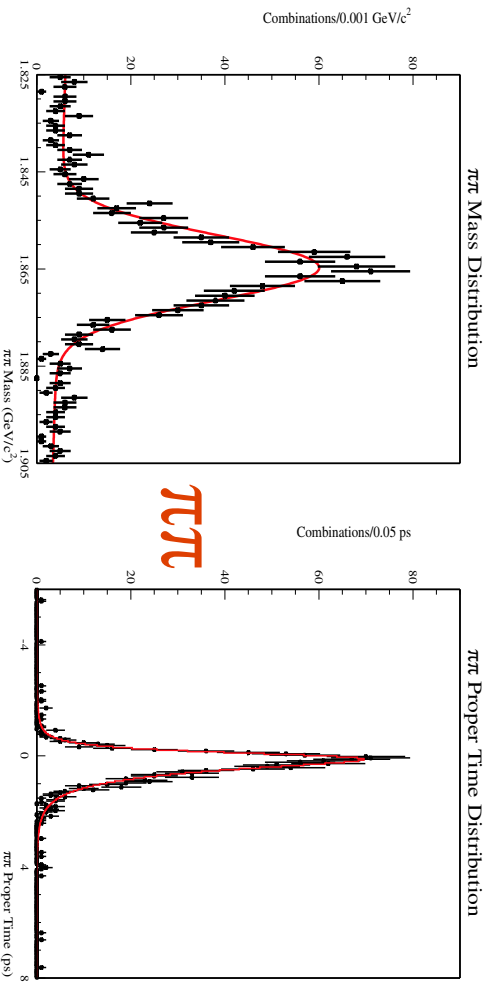 ππ Mass Distribution
Combinations/0.001 GeV/c²
80
60
40
20
0
1.825
1.845
1.865
1.885
1.905
ππ Mass (GeV/c²)
ππ
ππ Proper Time Distribution
Combinations/0.05 ps
80
60
40
20
0
-4
0
4
8
ππ Proper Time (ps)